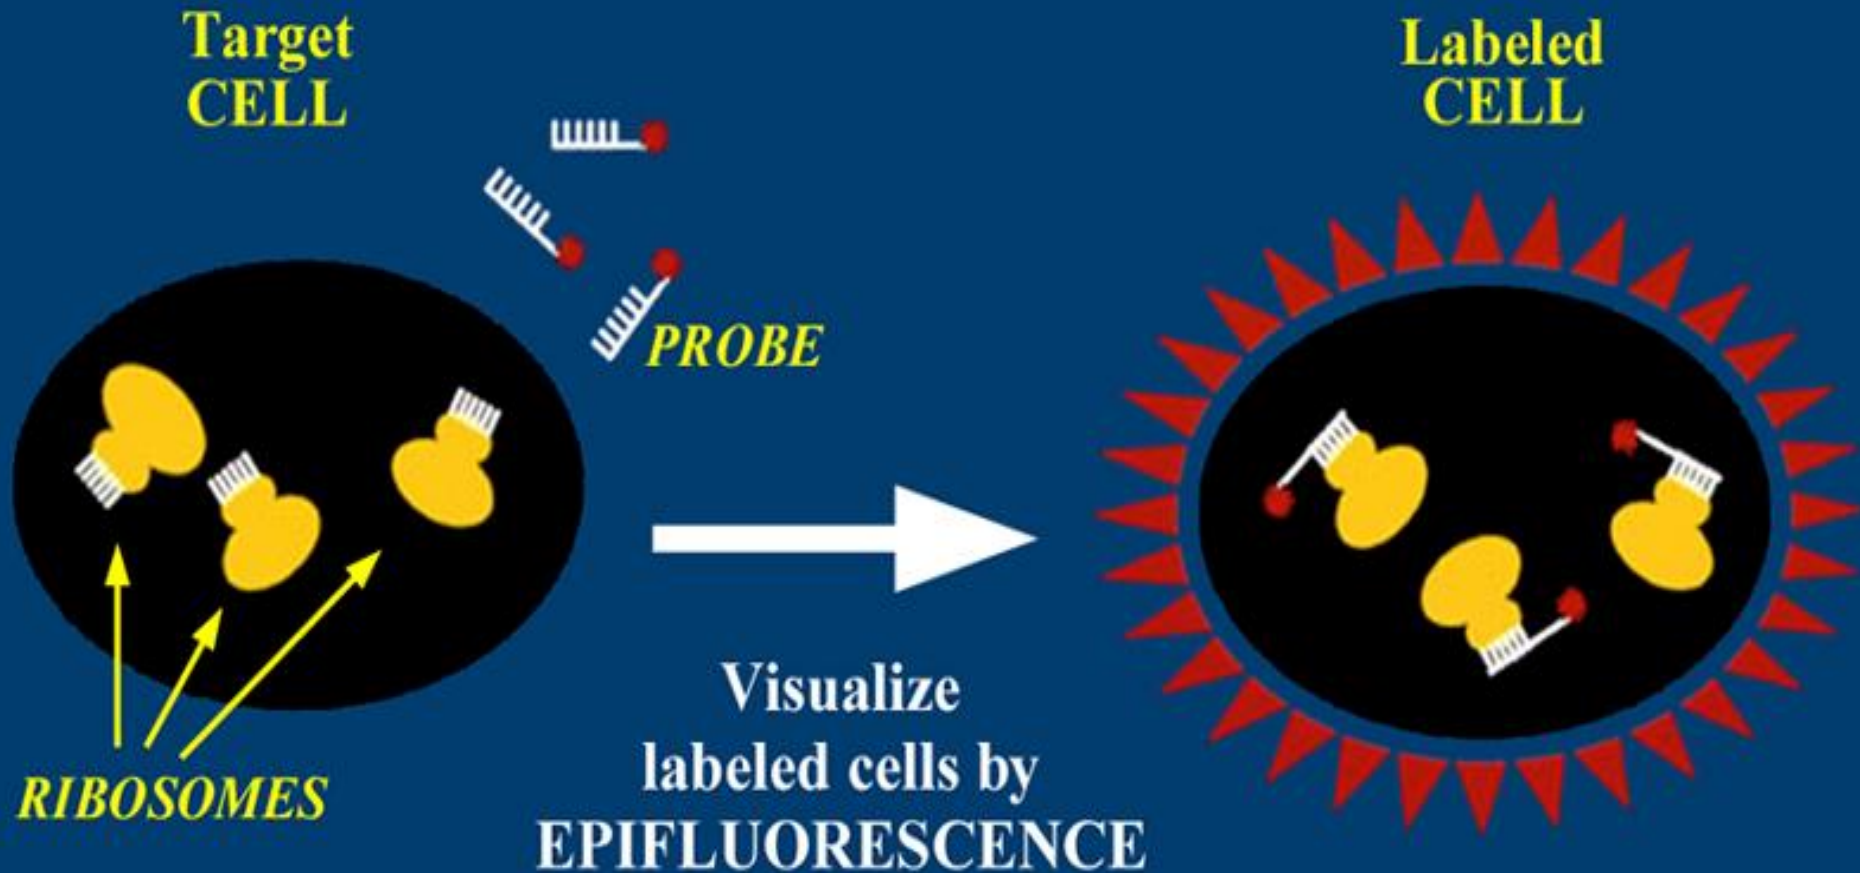 Target
CELL
Labeled
CELL
PROBE
RIBOSOMES
Visualize
labeled cells by
EPIFLUORESCENCE